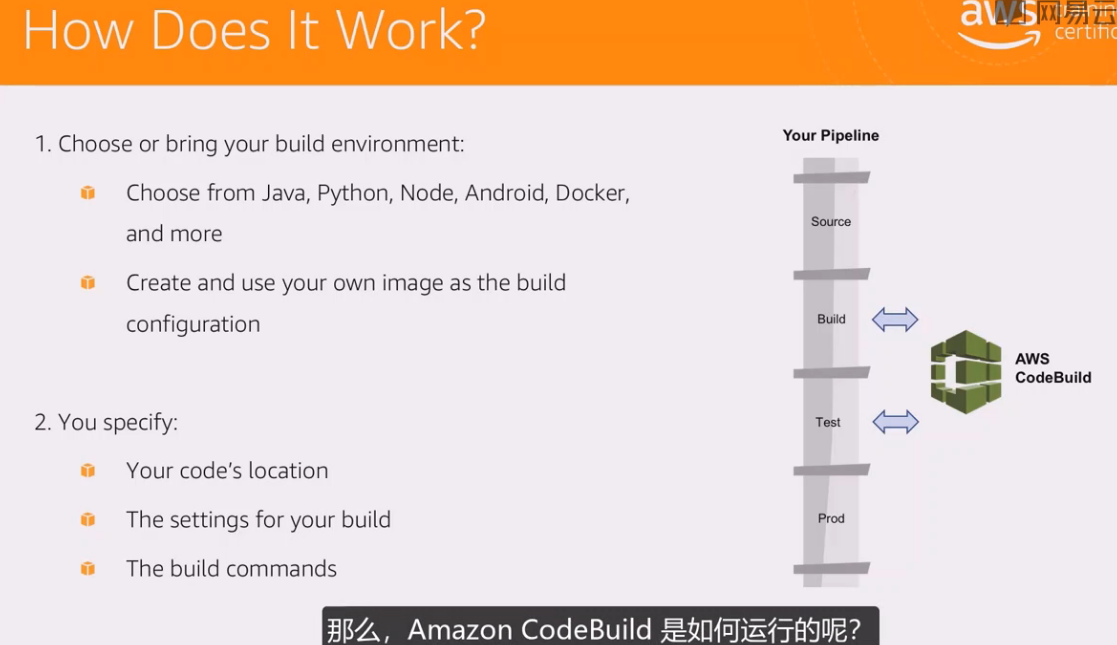 How Does It Work?
aws
网易云
certific
1. Choose or bring your build environment:
Choose from Java, Python, Node, Android, Docker,
and more
Create and use your own image as the build
configuration
2. You specify:
Your code's location
The settings for your build
The build commands
Your Pipeline
Source
Build
Test
Prod
AWS
CodeBuild
那么，Amazon CodeBuild 是如何运行的呢？